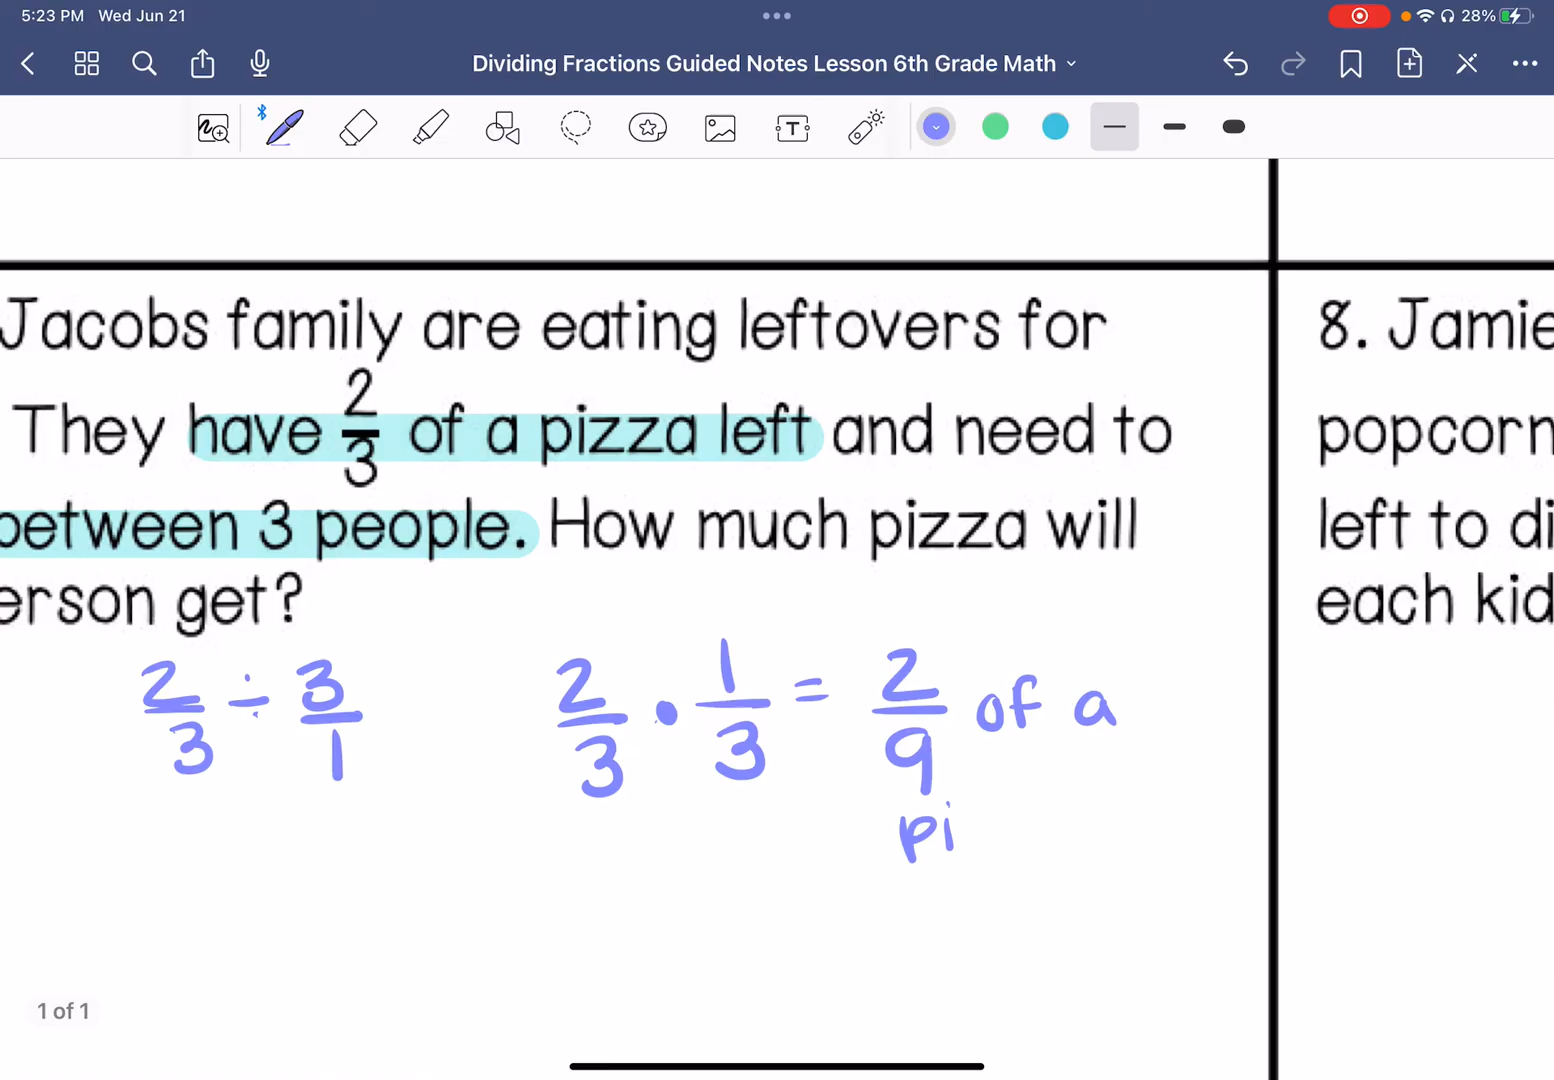 5:23 PM Wed Jun 21
28%
Dividing Fractions Guided Notes Lesson 6th Grade Math
T
Jacobs family are eating leftovers for
They have 2/3 of a pizza left and need to
between 3 people. How much pizza will
erson get?
2/3 ÷ 3/1
2/3 • 1/3 = 2/9 of a
pi
8. Jamie
popcorn
left to di
each kid
1 of 1